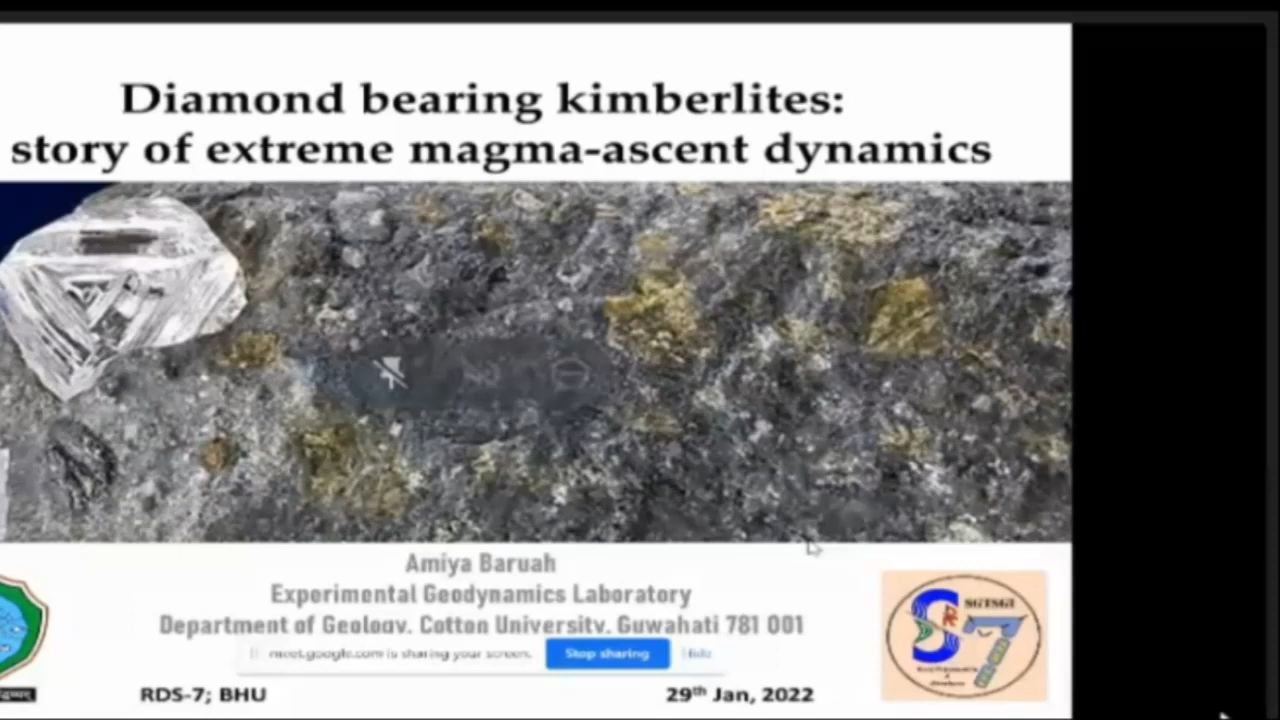 Diamond bearing kimberlites:
story of extreme magma-ascent dynamics
Amiya Baruah
Experimental Geodynamics Laboratory
Department of Geology, Cotton University, Guwahati 781 001
meet.google.com is sharing your screen.
Stop sharing
Hide
RDS-7; BHU
29th Jan, 2022
SGTSGI